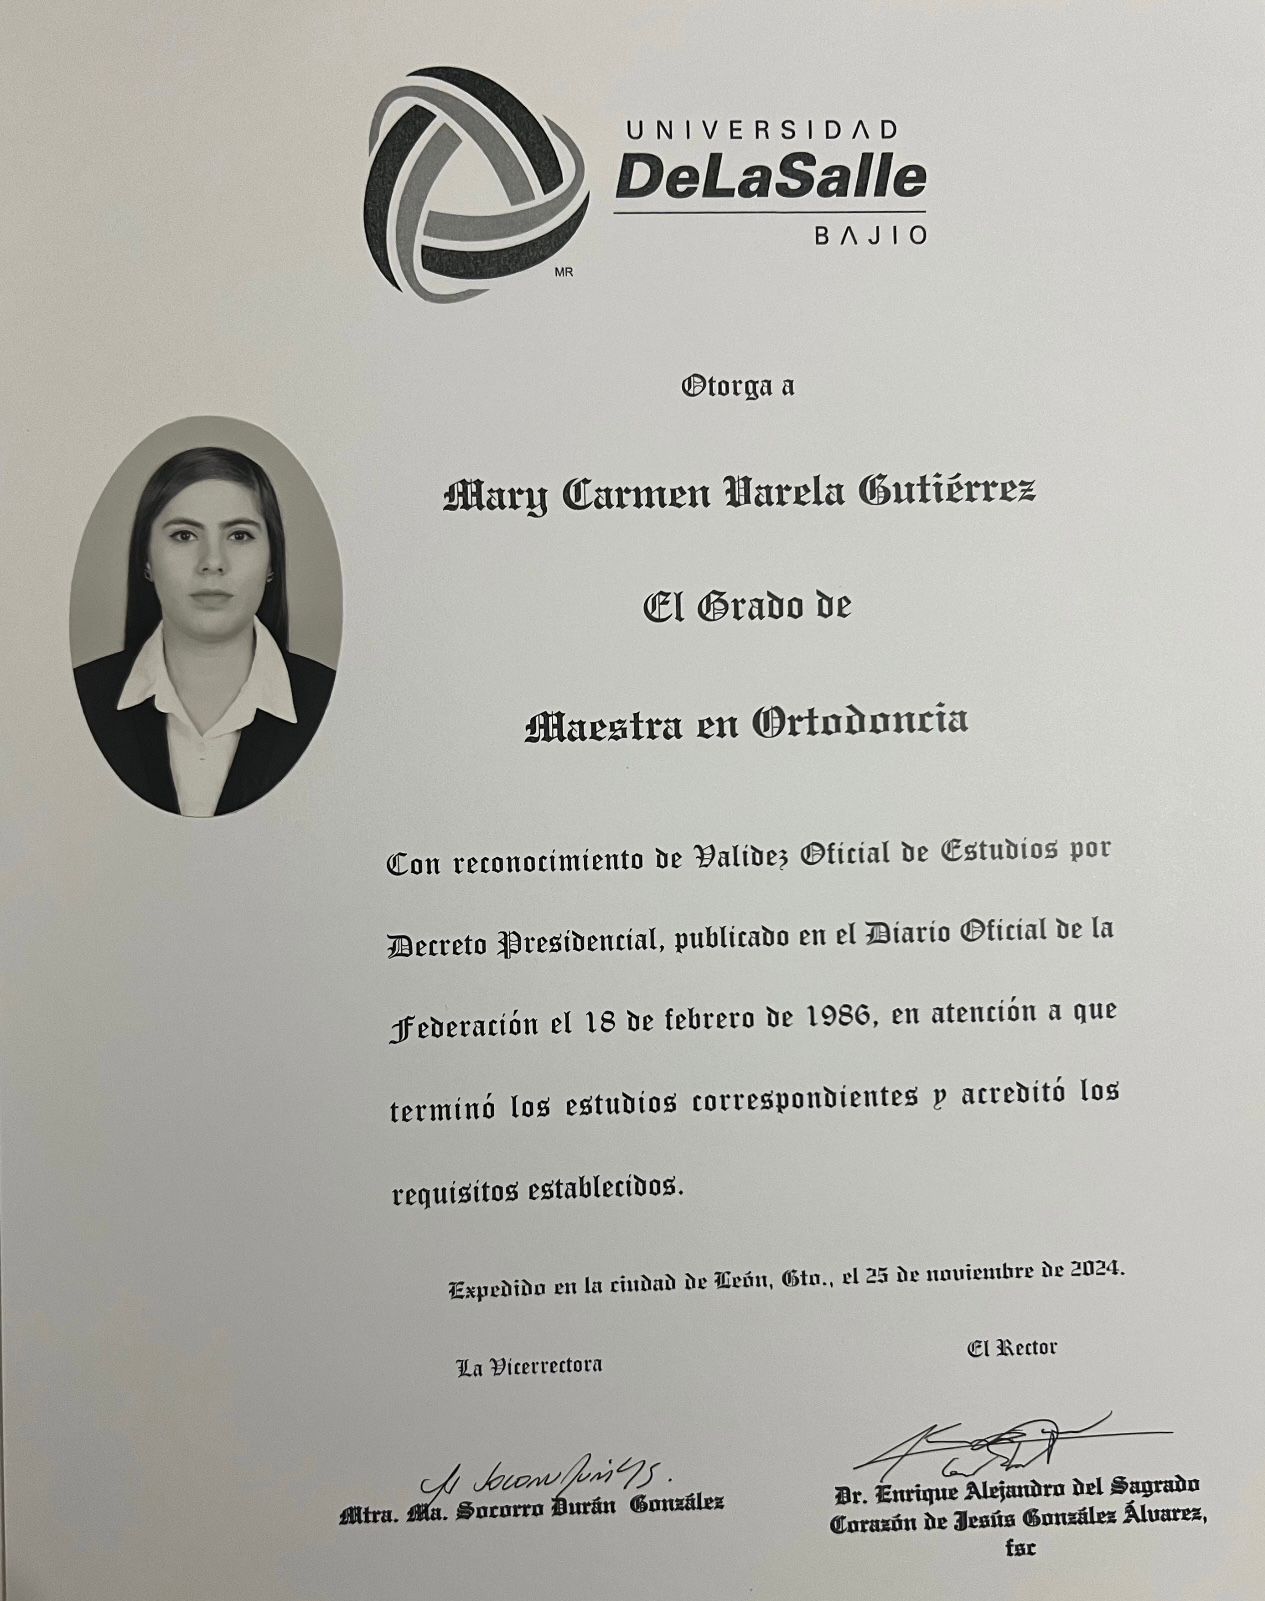 UNIVERSIDAD
DeLaSalle
BAJIO
MR
Otorga a
Mary Carmen Varela Gutiérrez
El Grado de
Maestra en Ortodoncia
Con reconocimiento de Validez Oficial de Estudios por
Decreto Presidencial, publicado en el Diario Oficial de la
Federación el 18 de febrero de 1986, en atención a que
terminó los estudios correspondientes y acreditó los
requisitos establecidos.
Expedido en la ciudad de León, Gto., el 25 de noviembre de 2024.
La Vicerrectora
El Rector
Mtra. Ma. Socorro Durán González
Dr. Enrique Alejandro del Sagrado
Corazón de Jesús González Álvarez,
fsc